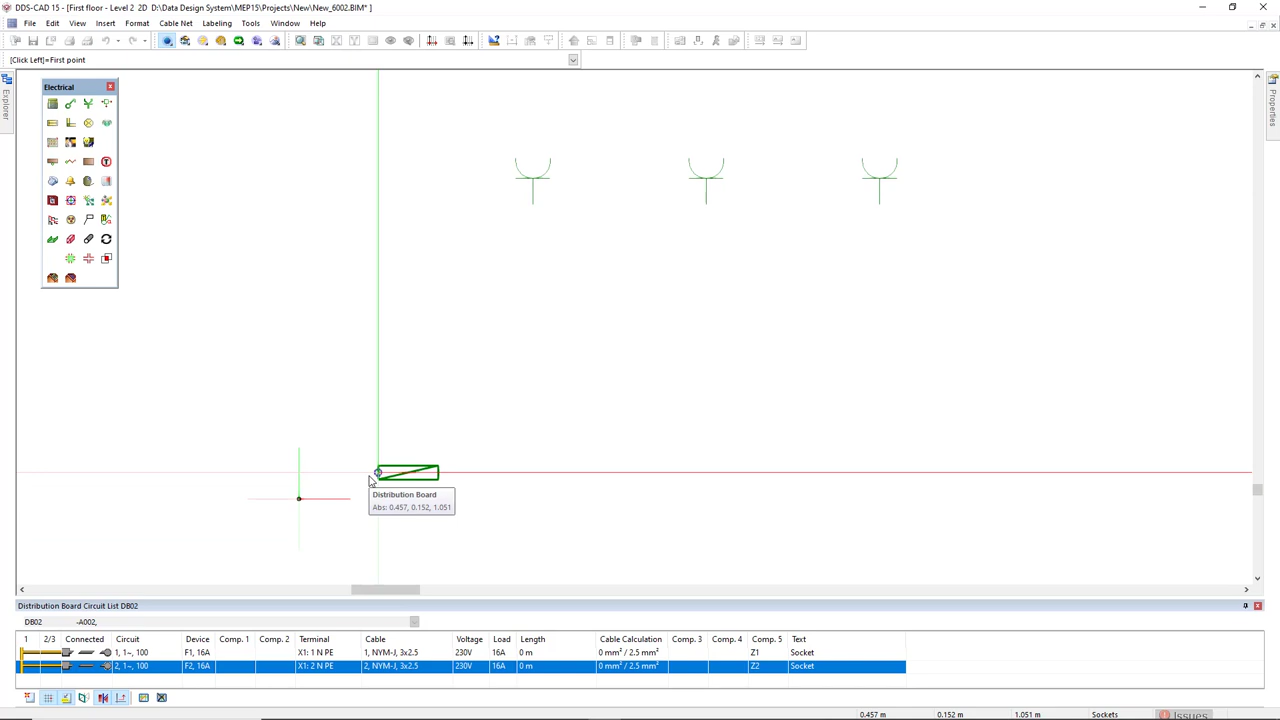 DDS-CAD 15 - [First floor - Level 2  2D  D:\Data Design System\MEP15\Projects\New\New_6002.BIM* ]
File Edit View Insert Format Cable Net Labeling Tools Window Help
[Click Left]=First point
Explorer
Properties
Electrical
Distribution Board
Abs: 0.457, 0.152, 1.051
Distribution Board Circuit List DB02
DB02 -A002,
1 2/3 Connected Circuit Device Comp. 1 Comp. 2 Terminal Cable Voltage Load Length Cable Calculation Comp. 3 Comp. 4 Comp. 5 Text
1, 1~, 100 F1, 16A X1: 1 N PE 1, NYM-J, 3x2.5 230V 16A 0 m 0 mm² / 2.5 mm² Z1 Socket
2, 1~, 100 F2, 16A X1: 2 N PE 2, NYM-J, 3x2.5 230V 16A 0 m 0 mm² / 2.5 mm² Z2 Socket
0.457 m 0.152 m 1.051 m Sockets Issues